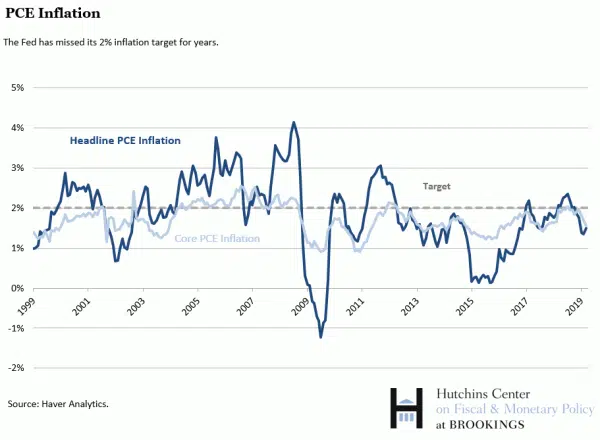 PCE Inflation
The Fed has missed its 2% inflation target for years.
5%
4%
Headline PCE Inflation
3%
Target
2%
Core PCE Inflation
1%
0%
1999 2001 2003 2005 2007 2009 2011 2013 2015 2017 2019
-1%
-2%
Source: Haver Analytics.
H
Hutchins Center
on Fiscal & Monetary Policy
at BROOKINGS